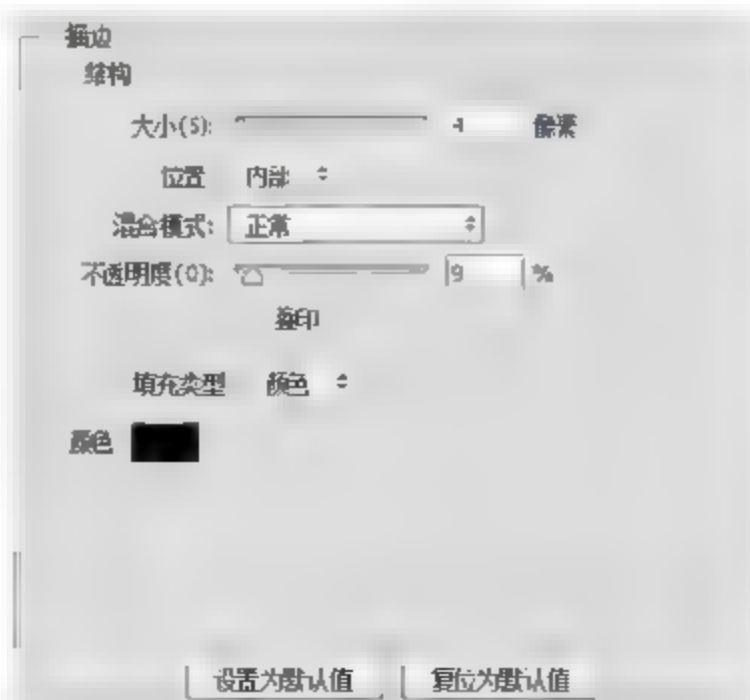 描边
结构
大小(S): 像素
位置 内部
混合模式: 正常
不透明度(O): 9 %
叠印
填充类型 颜色
颜色
设置为默认值 复位为默认值